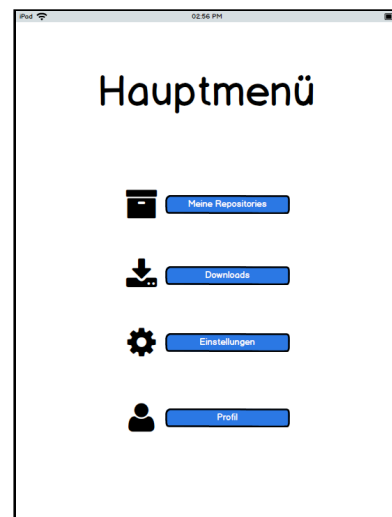 iPod 02:56 PM
Hauptmenü
Meine Repositories
Downloads
Einstellungen
Profil